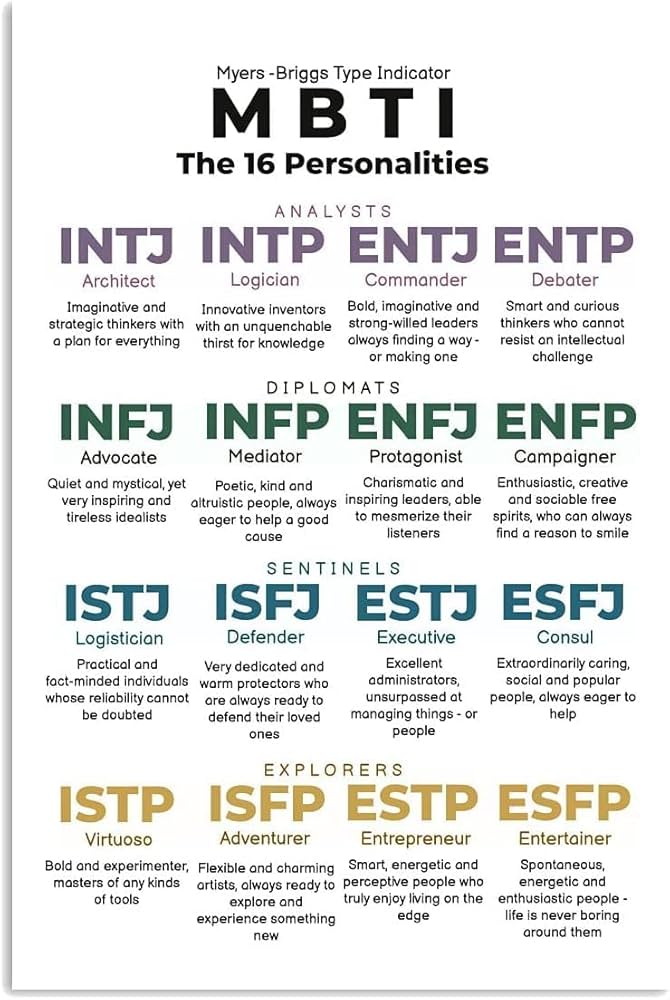 Myers -Briggs Type Indicator
MBTI
The 16 Personalities
ANALYSTS
INTJ INTP ENTJ ENTP
Architect Logician Commander Debater
Imaginative and
strategic thinkers with
a plan for everything
Innovative inventors
with an unquenchable
thirst for knowledge
Bold, imaginative and
strong-willed leaders
always finding a way -
or making one
Smart and curious
thinkers who cannot
resist an intellectual
challenge
DIPLOMATS
INFJ INFP ENFJ ENFP
Advocate Mediator Protagonist Campaigner
Quiet and mystical, yet
very inspiring and
tireless idealists
Poetic, kind and
altruistic people, always
eager to help a good
cause
Charismatic and
inspiring leaders, able
to mesmerize their
listeners
Enthusiastic, creative
and sociable free
spirits, who can always
find a reason to smile
SENTINELS
ISTJ ISFJ ESTJ ESFJ
Logistician Defender Executive Consul
Practical and
fact-minded individuals
whose reliability cannot
be doubted
Very dedicated and
warm protectors who
are always ready to
defend their loved
ones
Excellent
administrators,
unsurpassed at
managing things - or
people
Extraordinarily caring,
social and popular
people, always eager to
help
EXPLORERS
ISTP ISFP ESTP ESFP
Virtuoso Adventurer Entrepreneur Entertainer
Bold and experimenter,
masters of any kinds
of tools
Flexible and charming
artists, always ready to
explore and
experience something
new
Smart, energetic and
perceptive people who
truly enjoy living on the
edge
Spontaneous,
energetic and
enthusiastic people -
life is never boring
around them